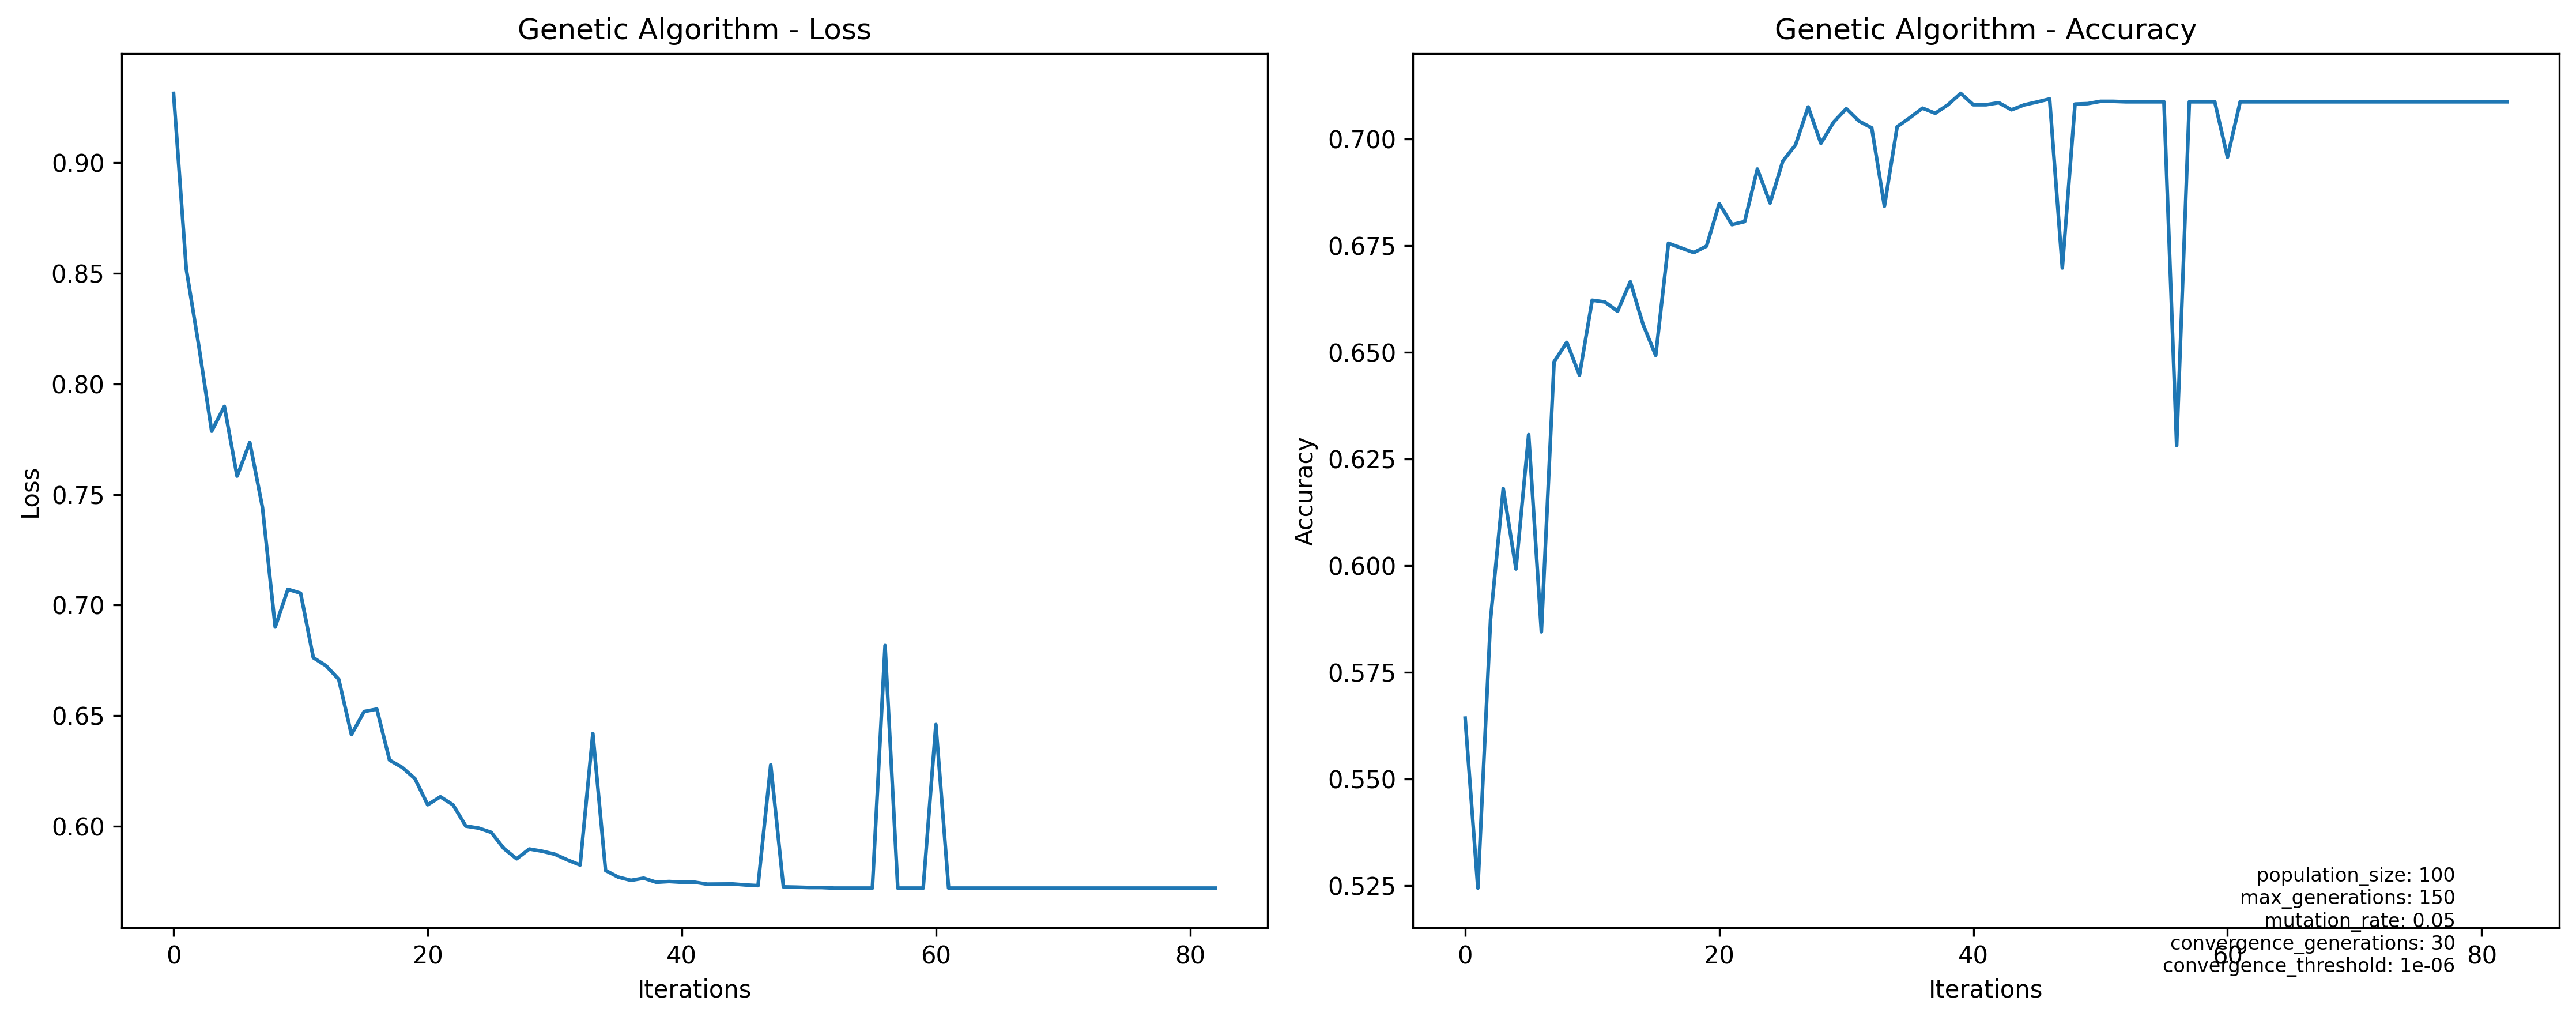 Genetic Algorithm - Loss
0.90
0.85
0.80
0.75
0.70
0.65
0.60
Loss
0
20
40
60
80
Iterations
Genetic Algorithm - Accuracy
0.700
0.675
0.650
0.625
0.600
0.575
0.550
0.525
Accuracy
0
20
40
60
80
Iterations
population_size: 100
max_generations: 150
mutation_rate: 0.05
convergence_generations: 30
convergence_threshold: 1e-06